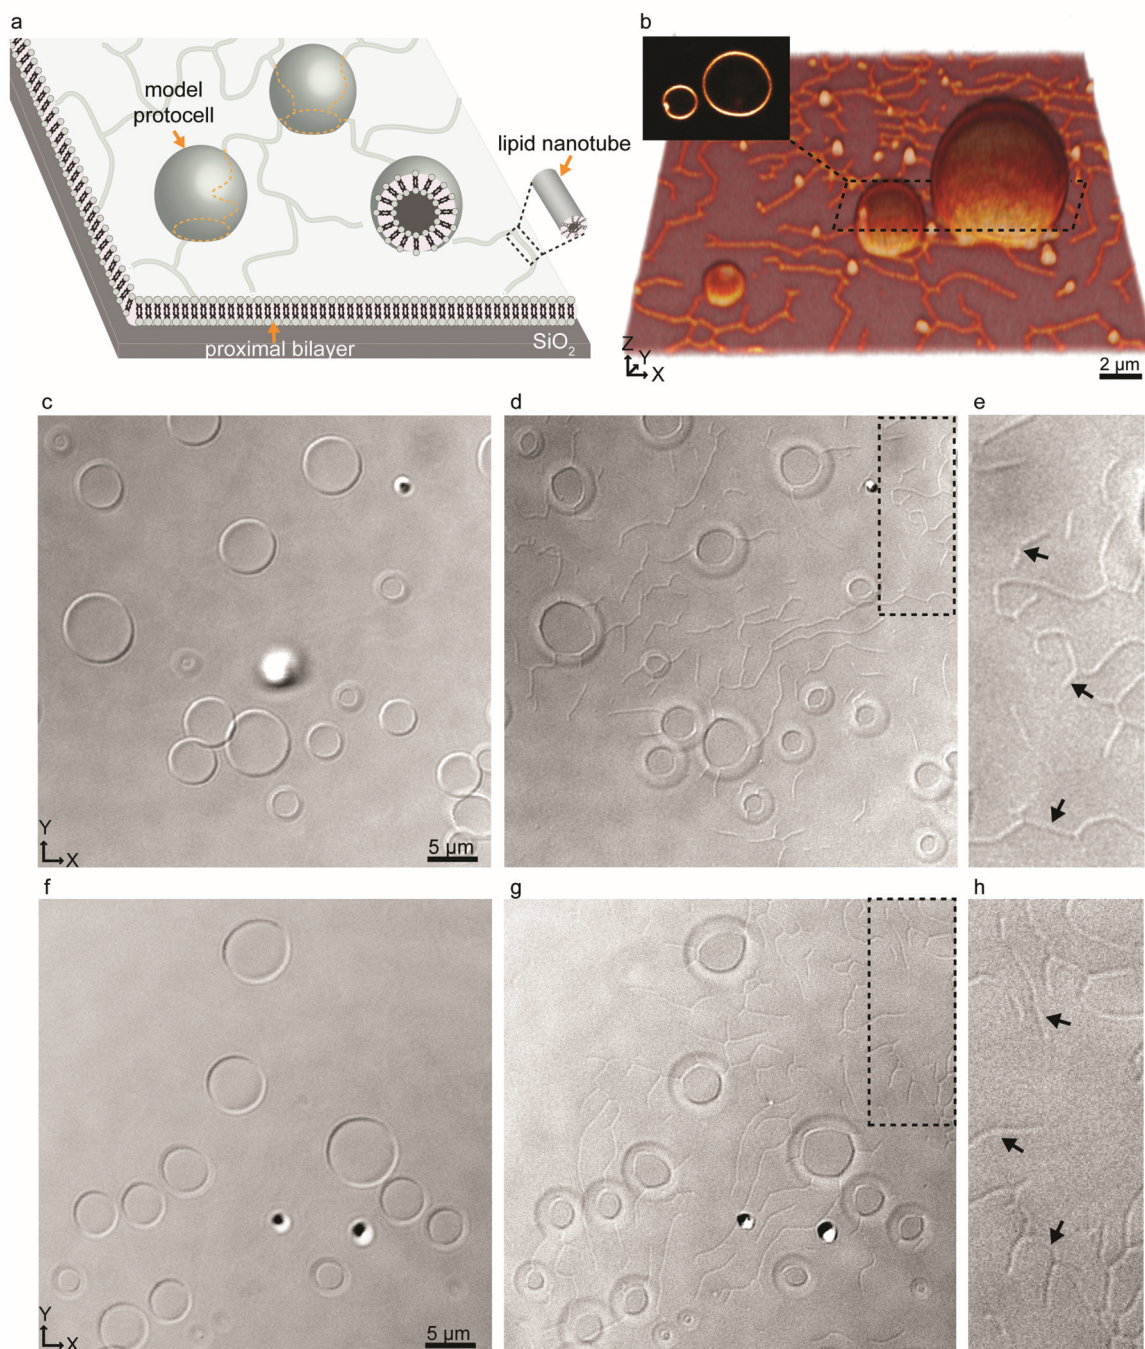 a
model
protocell
lipid nanotube
proximal bilayer
SiO₂
b
Z
Y
X
2 µm
c
d
e
Y
X
5 µm
f
g
h
Y
X
5 µm